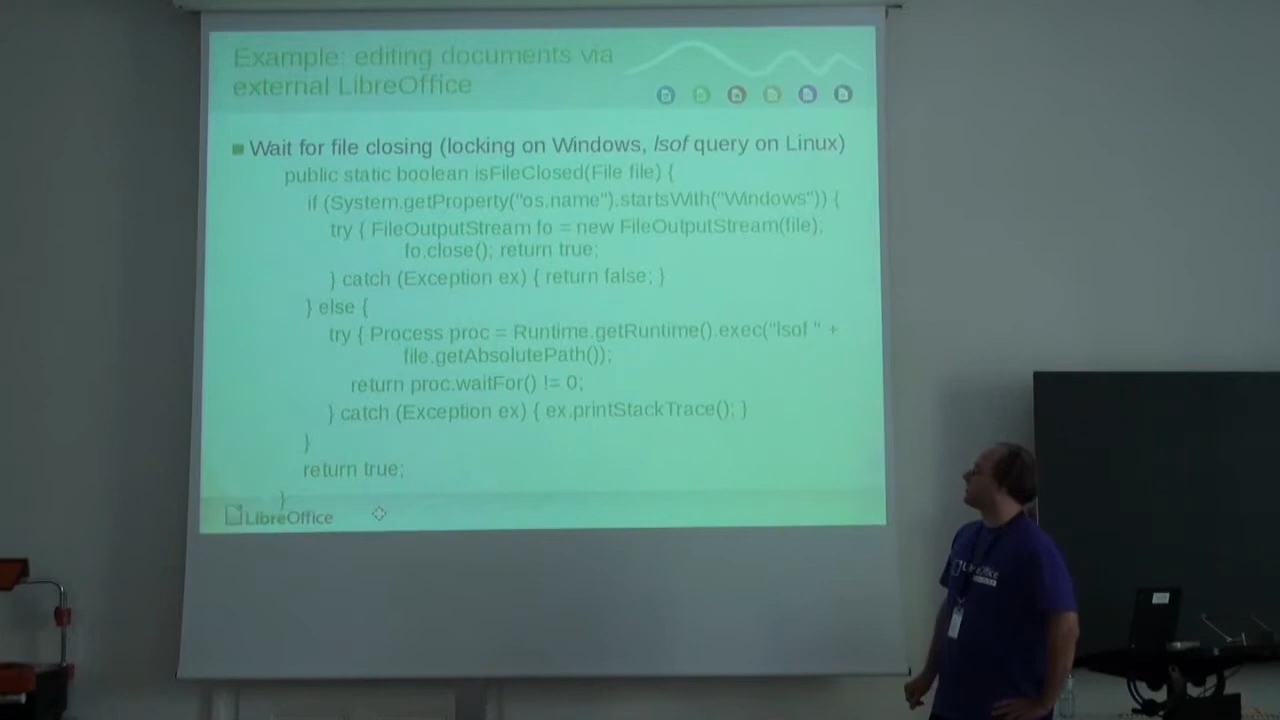 Example: editing documents via
external LibreOffice
Wait for file closing (locking on Windows, lsof query on Linux)
public static boolean isFileClosed(File file) {
if (System.getProperty("os.name").startsWith("Windows")) {
try { FileOutputStream fo = new FileOutputStream(file);
fo.close(); return true;
} catch (Exception ex) { return false; }
} else {
try { Process proc = Runtime.getRuntime().exec("lsof " +
file.getAbsolutePath());
return proc.waitFor() != 0;
} catch (Exception ex) { ex.printStackTrace(); }
}
return true;
}
LibreOffice
LibreOffice